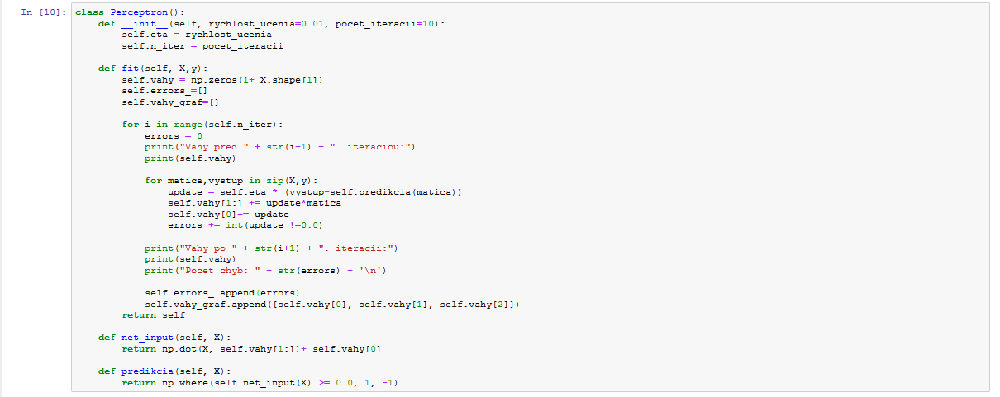 In [10]: class Perceptron():
    def __init__(self, rychlost_ucenia=0.01, pocet_iteracii=10):
        self.eta = rychlost_ucenia
        self.n_iter = pocet_iteracii

    def fit(self, X,y):
        self.vahy = np.zeros(1+ X.shape[1])
        self.errors_=[]
        self.vahy_graf=[]

        for i in range(self.n_iter):
            errors = 0
            print("Vahy pred " + str(i+1) + ". iteraciou:")
            print(self.vahy)

            for matica,vystup in zip(X,y):
                update = self.eta * (vystup-self.predikcia(matica))
                self.vahy[1:] += update*matica
                self.vahy[0]+= update
                errors += int(update !=0.0)

            print("Vahy po " + str(i+1) + ". iteracii:")
            print(self.vahy)
            print("Pocet chyb: " + str(errors) + '\n')

            self.errors_.append(errors)
            self.vahy_graf.append([self.vahy[0], self.vahy[1], self.vahy[2]])
        return self

    def net_input(self, X):
        return np.dot(X, self.vahy[1:])+ self.vahy[0]

    def predikcia(self, X):
        return np.where(self.net_input(X) >= 0.0, 1, -1)